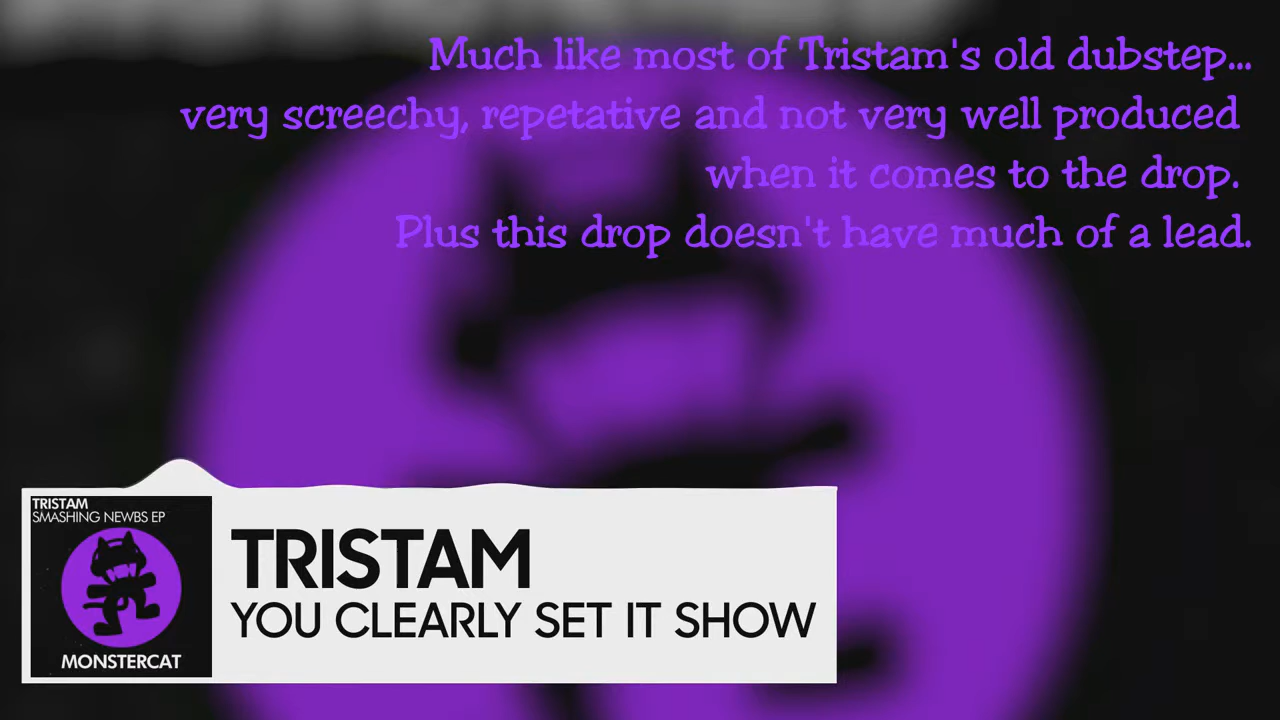 Much like most of Tristam's old dubstep...
very screechy, repetative and not very well produced
when it comes to the drop.
Plus this drop doesn't have much of a lead.
TRISTAM
SMASHING NEWBS EP
MONSTERCAT
TRISTAM
YOU CLEARLY SET IT SHOW